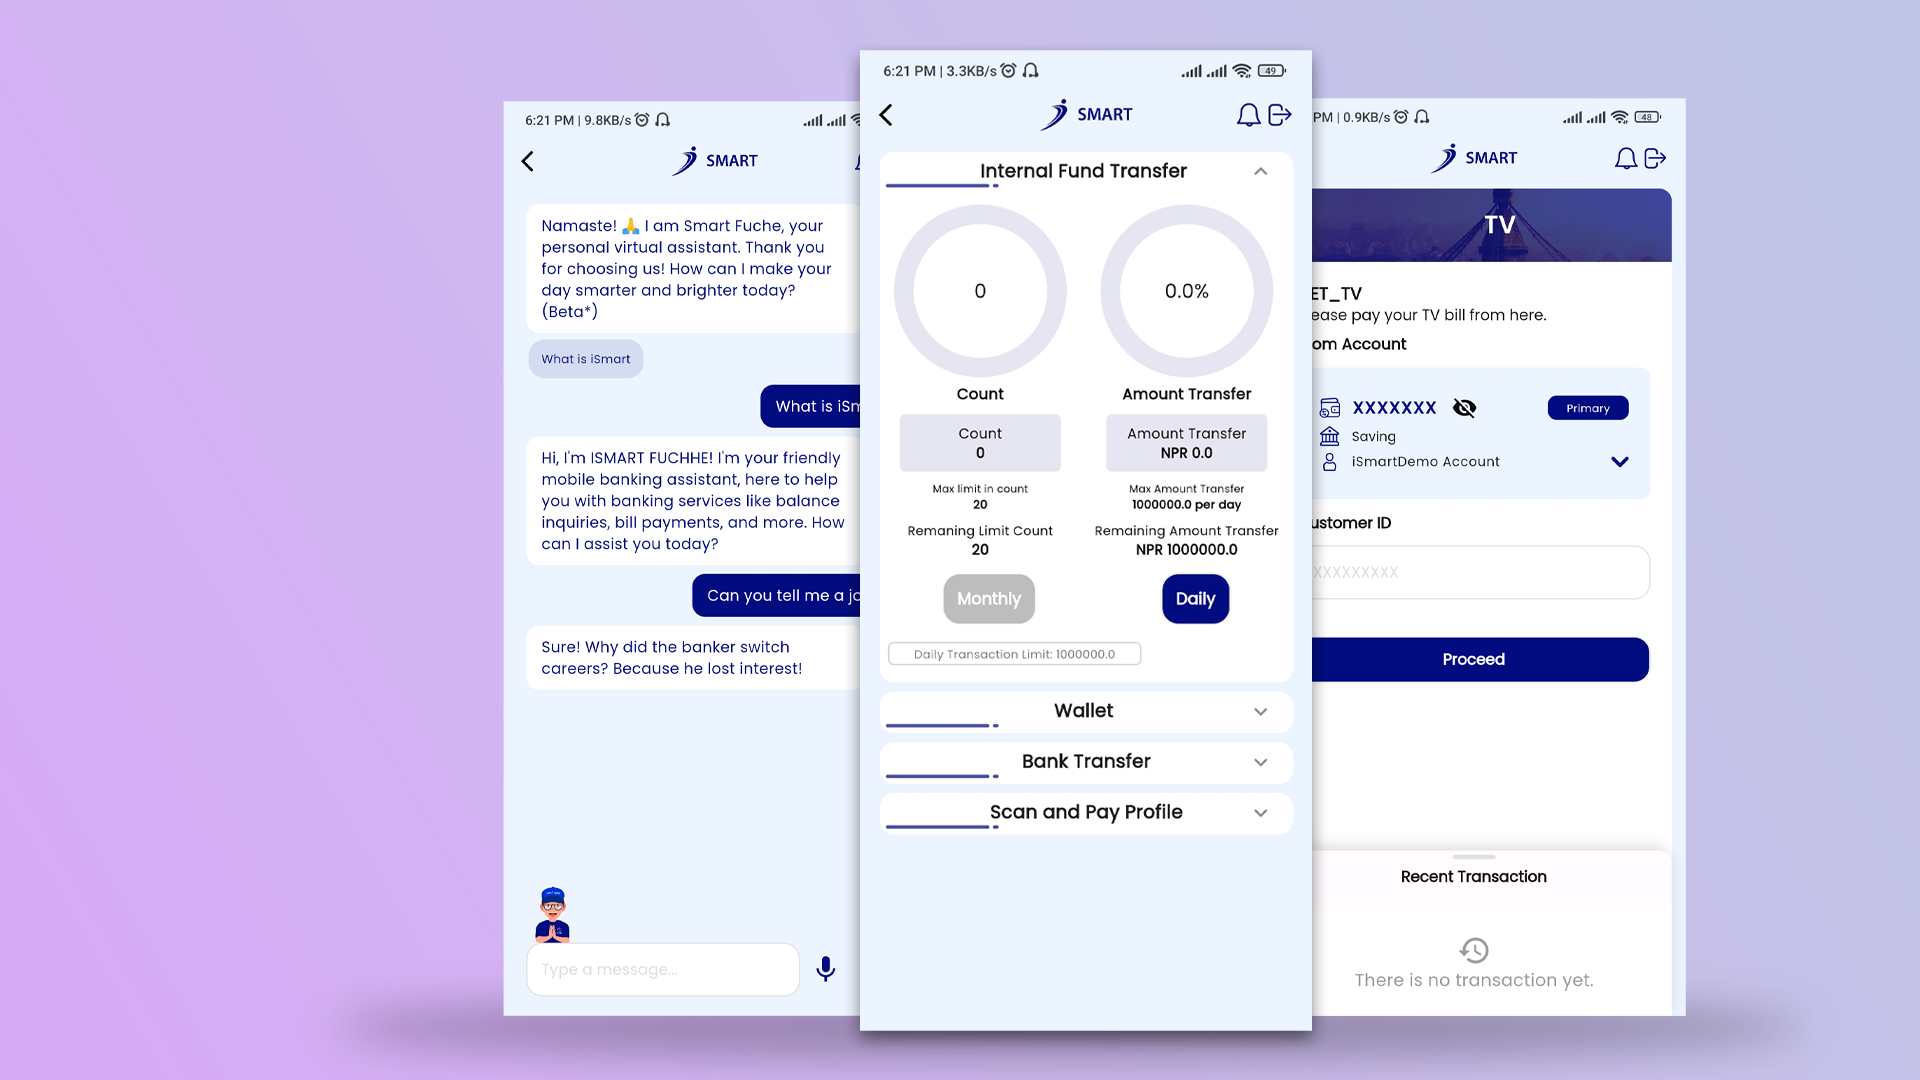 6:21 PM | 9.8KB/s
SMART
Namaste! 🙏 I am Smart Fuche, your
personal virtual assistant. Thank you
for choosing us! How can I make your
day smarter and brighter today?
(Beta*)
What is iSmart
What is iSm
Hi, I'm ISMART FUCHHE! I'm your friendly
mobile banking assistant, here to help
you with banking services like balance
inquiries, bill payments, and more. How
can I assist you today?
Can you tell me a jo
Sure! Why did the banker switch
careers? Because he lost interest!
Type a message...
6:21 PM | 3.3KB/s
49
SMART
Internal Fund Transfer
0
0.0%
Count
Amount Transfer
Count
0
Amount Transfer
NPR 0.0
Max limit in count
20
Max Amount Transfer
1000000.0 per day
Remaning Limit Count
20
Remaining Amount Transfer
NPR 1000000.0
Monthly
Daily
Daily Transaction Limit: 1000000.0
Wallet
Bank Transfer
Scan and Pay Profile
PM | 0.9KB/s
48
SMART
TV
ET_TV
ease pay your TV bill from here.
om Account
XXXXXXX
Primary
Saving
iSmartDemo Account
ustomer ID
XXXXXXXXX
Proceed
Recent Transaction
There is no transaction yet.